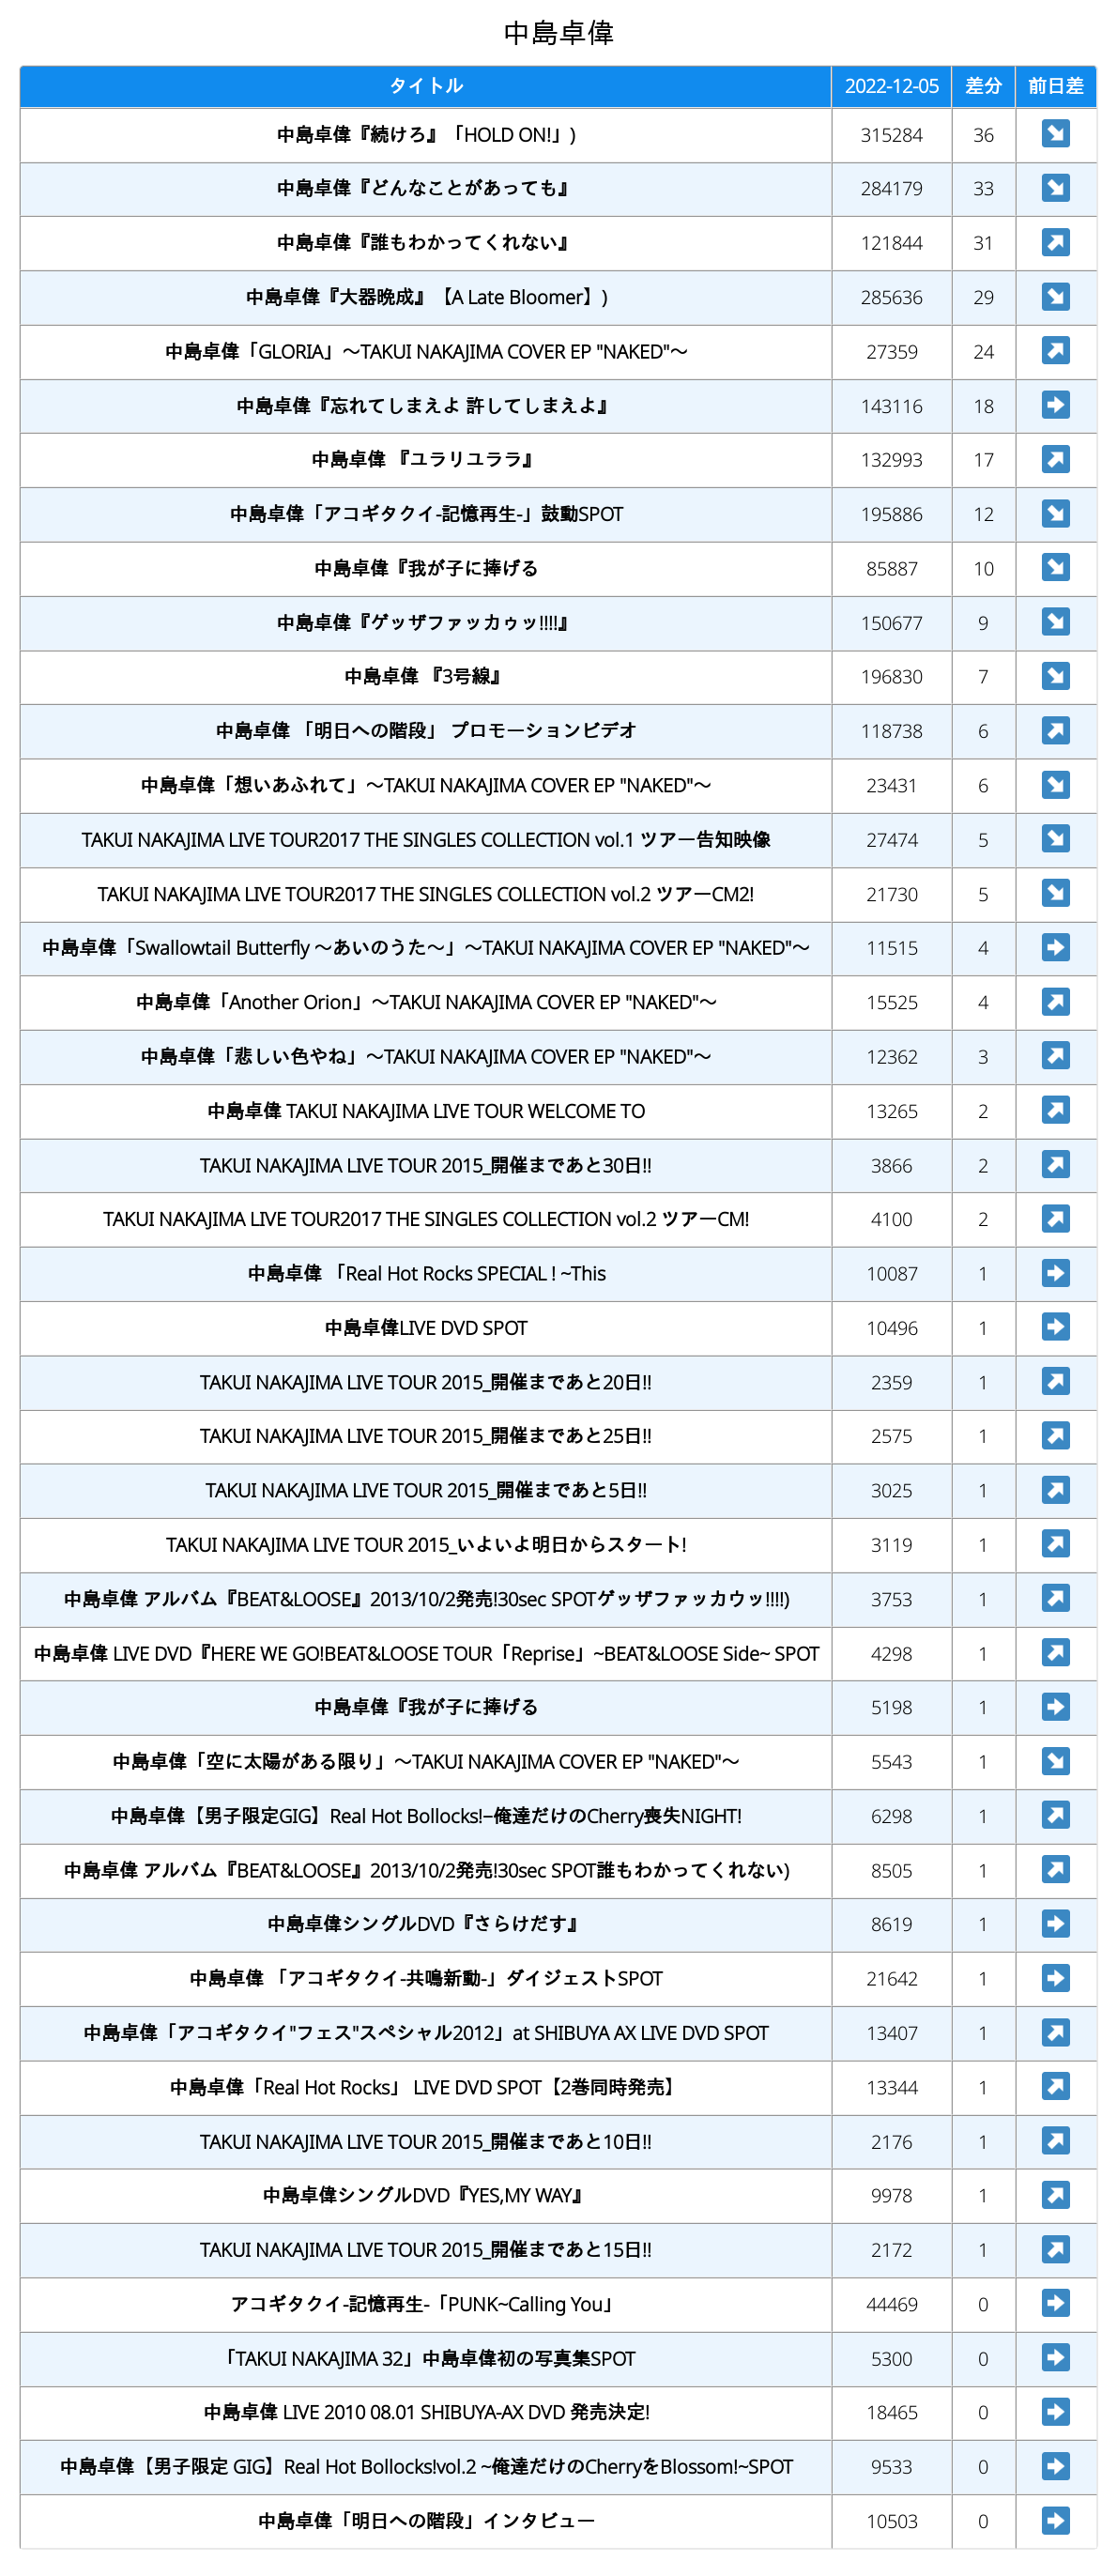 中島卓偉
タイトル 2022-12-05 差分 前日差
中島卓偉『続けろ』「HOLD ON!」) 315284 36 ↘
中島卓偉『どんなことがあっても』 284179 33 ↘
中島卓偉『誰もわかってくれない』 121844 31 ↗
中島卓偉『大器晩成』【A Late Bloomer】) 285636 29 ↘
中島卓偉「GLORIA」〜TAKUI NAKAJIMA COVER EP "NAKED"〜 27359 24 ↗
中島卓偉『忘れてしまえよ 許してしまえよ』 143116 18 ➡
中島卓偉 『ユラリユララ』 132993 17 ↗
中島卓偉「アコギタクイ-記憶再生-」鼓動SPOT 195886 12 ↘
中島卓偉『我が子に捧げる 85887 10 ↘
中島卓偉『ゲッザファッカゥッ!!!!』 150677 9 ↘
中島卓偉 『3号線』 196830 7 ↘
中島卓偉 「明日への階段」 プロモーションビデオ 118738 6 ↗
中島卓偉「想いあふれて」〜TAKUI NAKAJIMA COVER EP "NAKED"〜 23431 6 ↘
TAKUI NAKAJIMA LIVE TOUR2017 THE SINGLES COLLECTION vol.1 ツアー告知映像 27474 5 ↘
TAKUI NAKAJIMA LIVE TOUR2017 THE SINGLES COLLECTION vol.2 ツアーCM2! 21730 5 ↘
中島卓偉「Swallowtail Butterfly 〜あいのうた〜」〜TAKUI NAKAJIMA COVER EP "NAKED"〜 11515 4 ➡
中島卓偉「Another Orion」〜TAKUI NAKAJIMA COVER EP "NAKED"〜 15525 4 ↗
中島卓偉「悲しい色やね」〜TAKUI NAKAJIMA COVER EP "NAKED"〜 12362 3 ↗
中島卓偉 TAKUI NAKAJIMA LIVE TOUR WELCOME TO 13265 2 ↗
TAKUI NAKAJIMA LIVE TOUR 2015_開催まであと30日!! 3866 2 ↗
TAKUI NAKAJIMA LIVE TOUR2017 THE SINGLES COLLECTION vol.2 ツアーCM! 4100 2 ↗
中島卓偉 「Real Hot Rocks SPECIAL ! ~This 10087 1 ➡
中島卓偉LIVE DVD SPOT 10496 1 ➡
TAKUI NAKAJIMA LIVE TOUR 2015_開催まであと20日!! 2359 1 ↗
TAKUI NAKAJIMA LIVE TOUR 2015_開催まであと25日!! 2575 1 ↗
TAKUI NAKAJIMA LIVE TOUR 2015_開催まであと5日!! 3025 1 ↗
TAKUI NAKAJIMA LIVE TOUR 2015_いよいよ明日からスタート! 3119 1 ↗
中島卓偉 アルバム『BEAT&LOOSE』2013/10/2発売!30sec SPOTゲッザファッカウッ!!!!) 3753 1 ↗
中島卓偉 LIVE DVD『HERE WE GO!BEAT&LOOSE TOUR「Reprise」~BEAT&LOOSE Side~ SPOT 4298 1 ↗
中島卓偉『我が子に捧げる 5198 1 ➡
中島卓偉「空に太陽がある限り」〜TAKUI NAKAJIMA COVER EP "NAKED"〜 5543 1 ↘
中島卓偉【男子限定GIG】Real Hot Bollocks!−俺達だけのCherry喪失NIGHT! 6298 1 ↗
中島卓偉 アルバム『BEAT&LOOSE』2013/10/2発売!30sec SPOT誰もわかってくれない) 8505 1 ↗
中島卓偉シングルDVD『さらけだす』 8619 1 ➡
中島卓偉 「アコギタクイ-共鳴新動-」ダイジェストSPOT 21642 1 ➡
中島卓偉「アコギタクイ"フェス"スペシャル2012」at SHIBUYA AX LIVE DVD SPOT 13407 1 ↗
中島卓偉「Real Hot Rocks」 LIVE DVD SPOT【2巻同時発売】 13344 1 ↗
TAKUI NAKAJIMA LIVE TOUR 2015_開催まであと10日!! 2176 1 ↗
中島卓偉シングルDVD『YES,MY WAY』 9978 1 ↗
TAKUI NAKAJIMA LIVE TOUR 2015_開催まであと15日!! 2172 1 ↗
アコギタクイ-記憶再生-「PUNK~Calling You」 44469 0 ➡
「TAKUI NAKAJIMA 32」中島卓偉初の写真集SPOT 5300 0 ➡
中島卓偉 LIVE 2010 08.01 SHIBUYA-AX DVD 発売決定! 18465 0 ➡
中島卓偉【男子限定 GIG】Real Hot Bollocks!vol.2 ~俺達だけのCherryをBlossom!~SPOT 9533 0 ➡
中島卓偉「明日への階段」インタビュー 10503 0 ➡